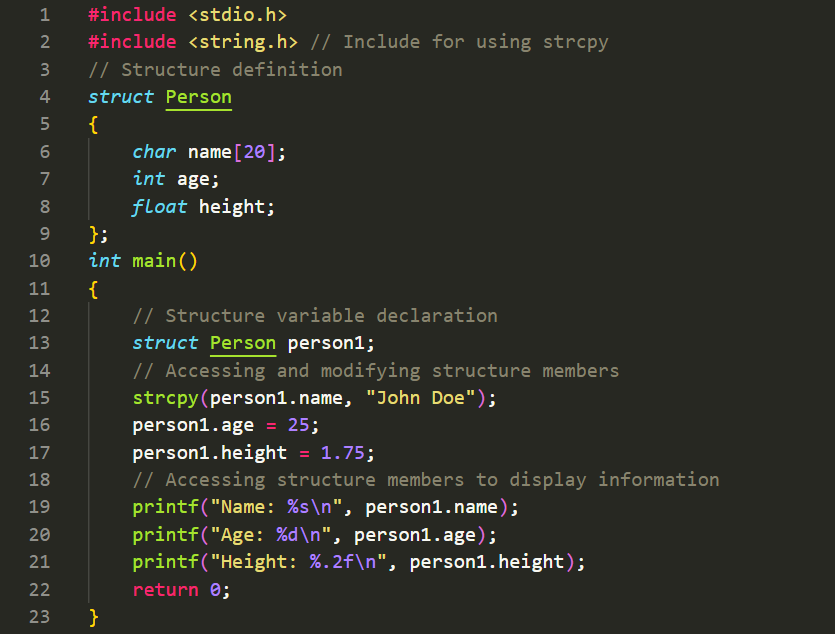 1 #include <stdio.h>
2 #include <string.h> // Include for using strcpy
3 // Structure definition
4 struct Person
5 {
6     char name[20];
7     int age;
8     float height;
9 };
10 int main()
11 {
12     // Structure variable declaration
13     struct Person person1;
14     // Accessing and modifying structure members
15     strcpy(person1.name, "John Doe");
16     person1.age = 25;
17     person1.height = 1.75;
18     // Accessing structure members to display information
19     printf("Name: %s\n", person1.name);
20     printf("Age: %d\n", person1.age);
21     printf("Height: %.2f\n", person1.height);
22     return 0;
23 }